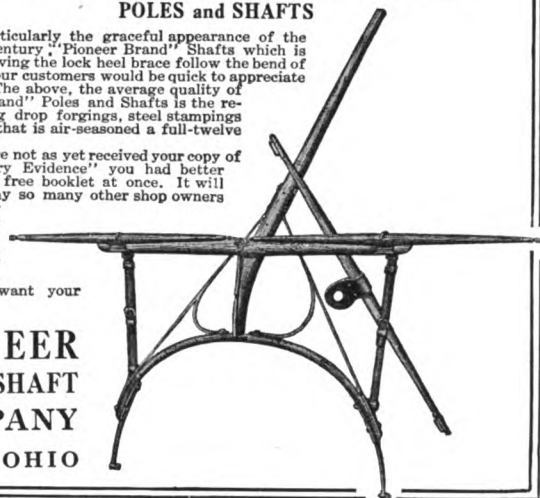 POLES and SHAFTS
ticularly the graceful appearance of the
entury "Pioneer Brand" Shafts which is
ving the lock heel brace follow the bend of
ur customers would be quick to appreciate
The above, the average quality of
and" Poles and Shafts is the re-
g drop forgings, steel stampings
that is air-seasoned a full-twelve
e not as yet received your copy of
ry Evidence" you had better
free booklet at once. It will
y so many other shop owners
want your
EER
SHAFT
PANY
OHIO